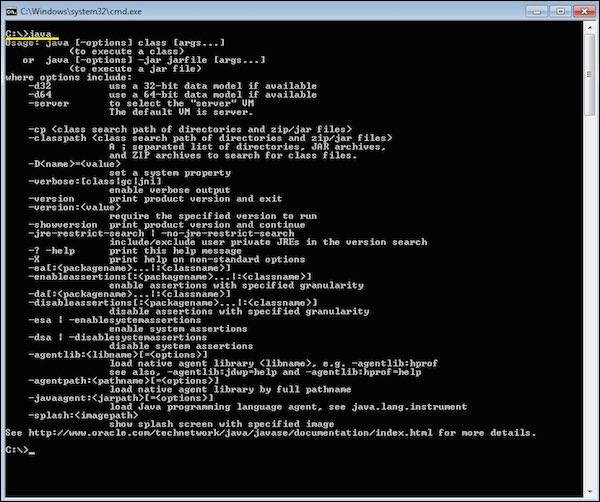 C:\Windows\system32\cmd.exe
C:\>java
Usage: java [-options] class [args...]
(to execute a class)
or java [-options] -jar jarfile [args...]
(to execute a jar file)
where options include:
-d32 use a 32-bit data model if available
-d64 use a 64-bit data model if available
-server to select the "server" VM
The default VM is server.
-cp <class search path of directories and zip/jar files>
-classpath <class search path of directories and zip/jar files>
A ; separated list of directories, JAR archives,
and ZIP archives to search for class files.
-D<name>=<value>
set a system property
-verbose:[class|gc|jni]
enable verbose output
-version print product version and exit
-version:<value>
require the specified version to run
-showversion print product version and continue
-jre-restrict-search | -no-jre-restrict-search
include/exclude user private JREs in the version search
-? -help print this help message
-X print help on non-standard options
-ea[:<packagename>...|:<classname>]
-enableassertions[:<packagename>...|:<classname>]
enable assertions with specified granularity
-da[:<packagename>...|:<classname>]
-disableassertions[:<packagename>...|:<classname>]
disable assertions with specified granularity
-esa | -enablesystemassertions
enable system assertions
-dsa | -disablesystemassertions
disable system assertions
-agentlib:<libname>[=<options>]
load native agent library <libname>, e.g. -agentlib:hprof
see also, -agentlib:jdwp=help and -agentlib:hprof=help
-agentpath:<pathname>[=<options>]
load native agent library by full pathname
-javaagent:<jarpath>[=<options>]
load Java programming language agent, see java.lang.instrument
-splash:<imagepath>
show splash screen with specified image
See http://www.oracle.com/technetwork/java/javase/documentation/index.html for more details.
C:\>_